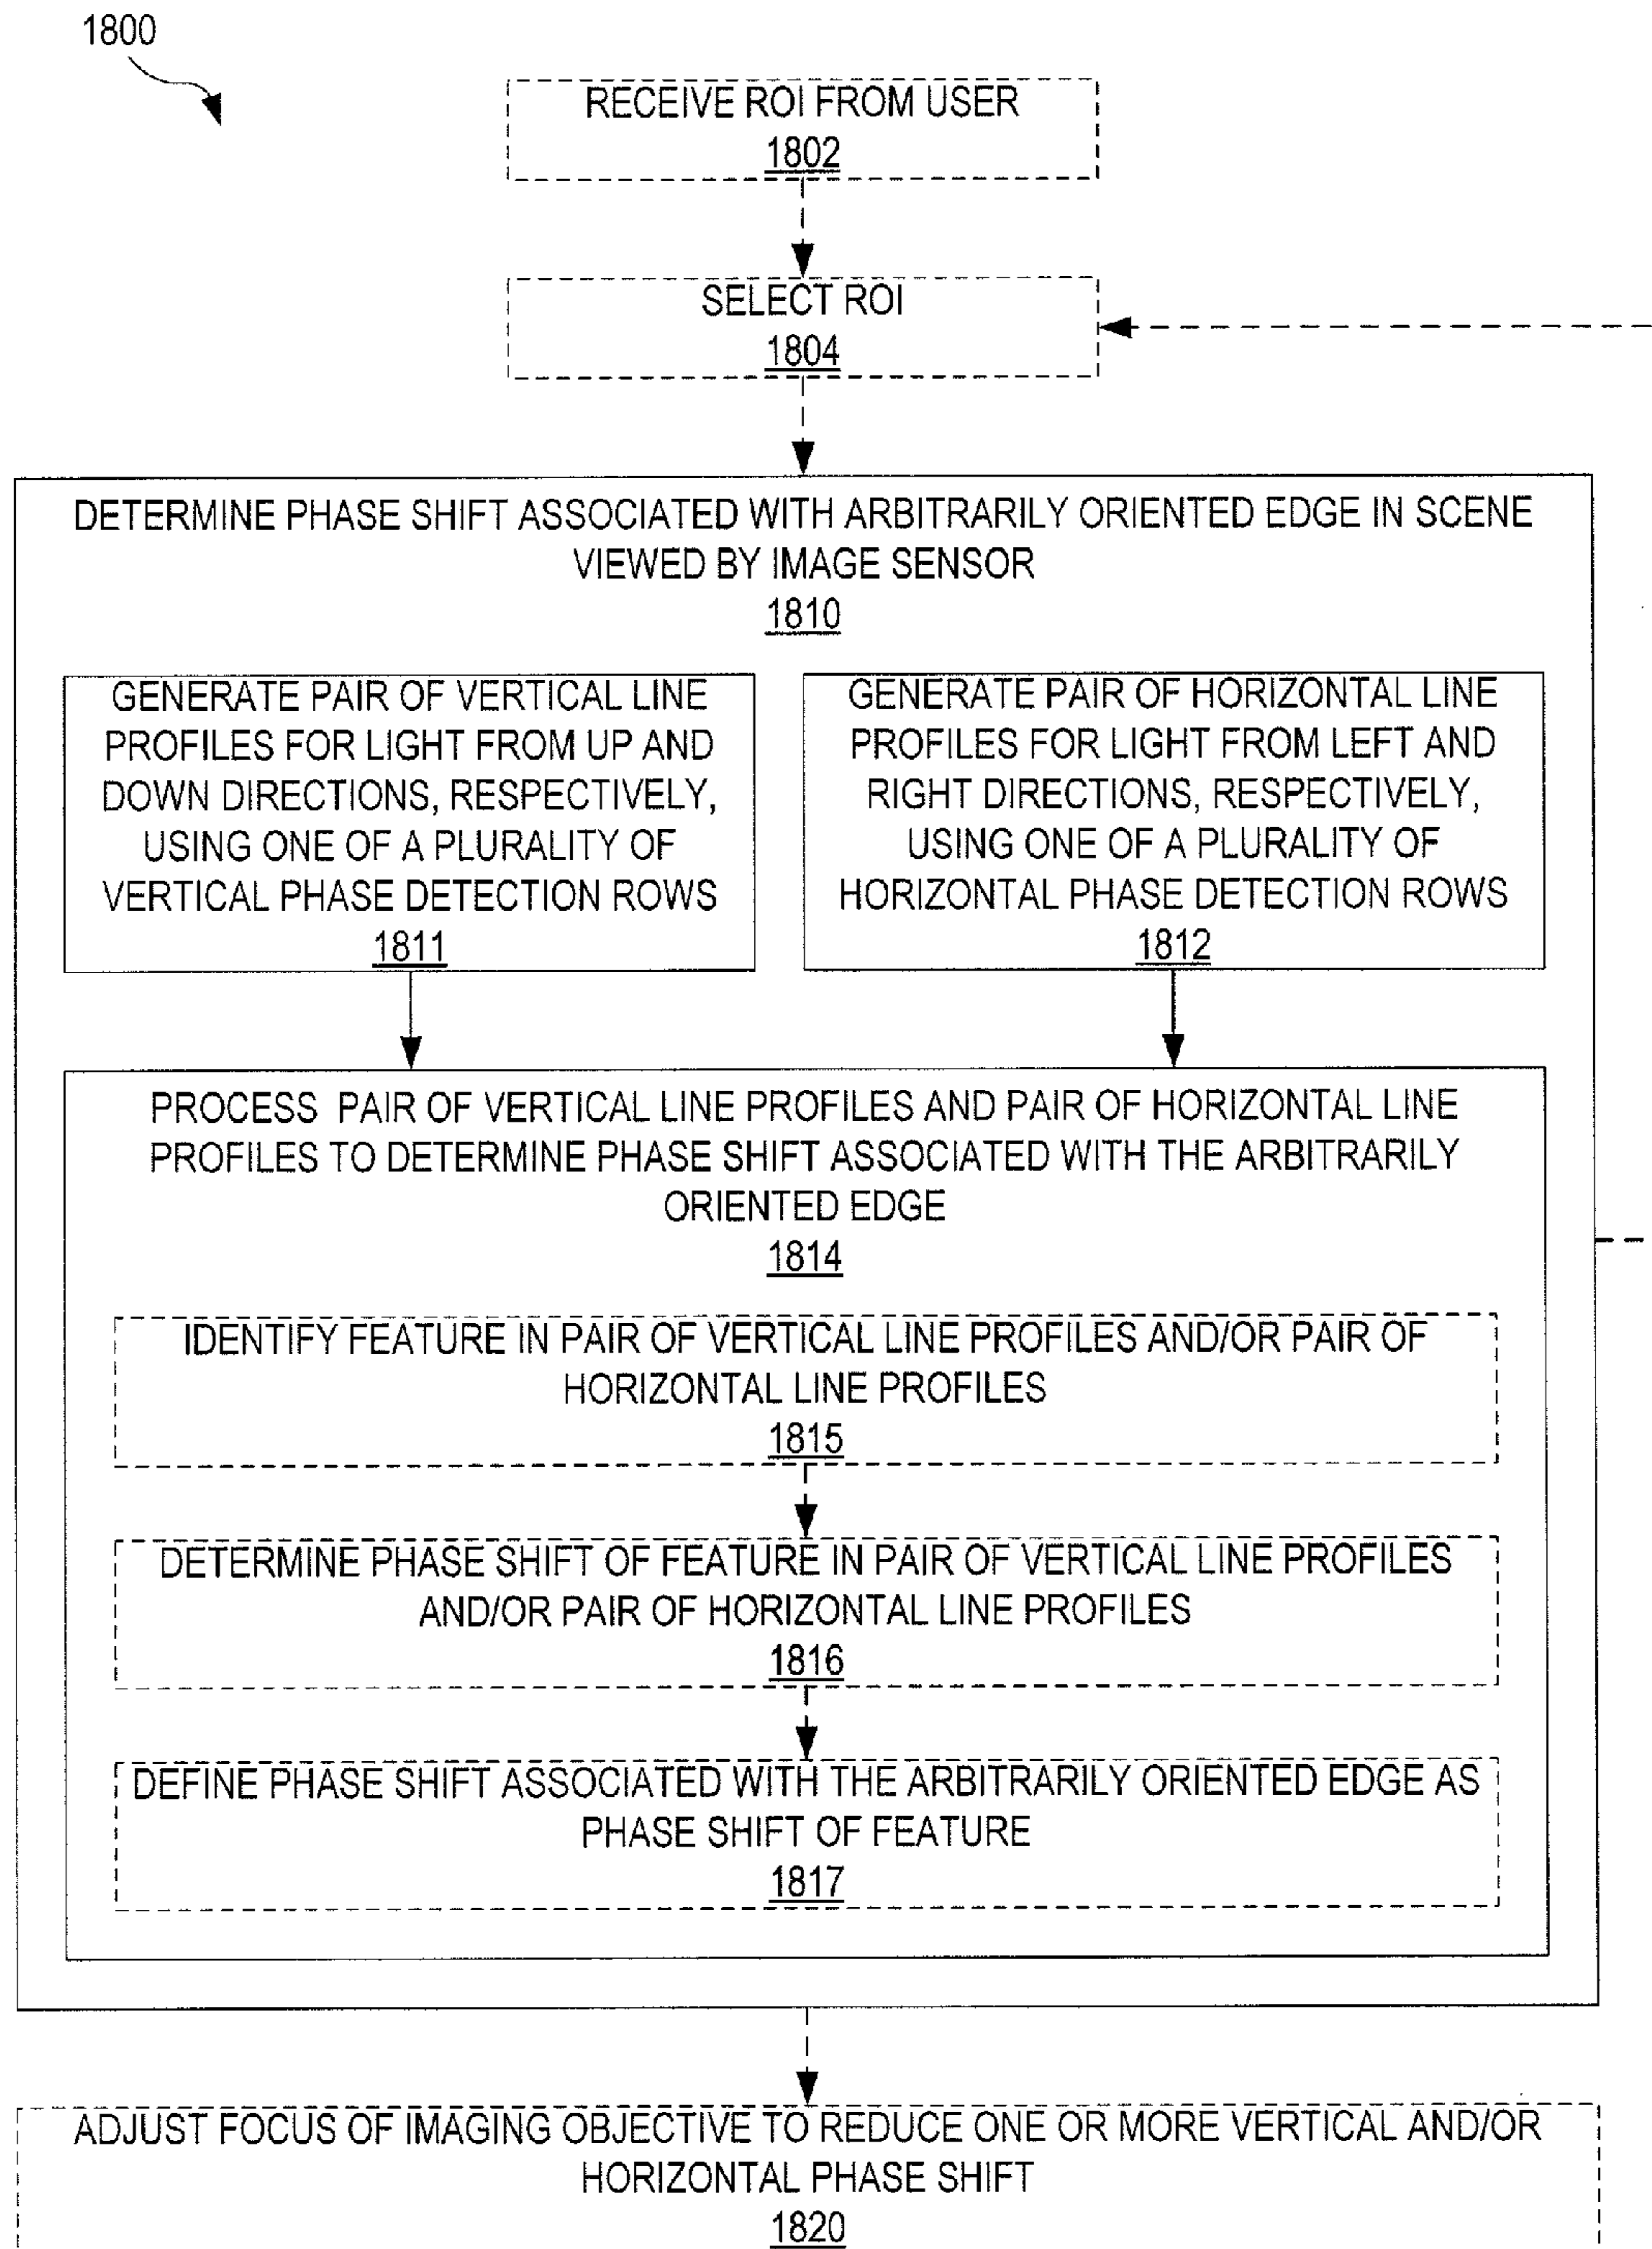 1800
RECEIVE ROI FROM USER
1802
SELECT ROI
1804
DETERMINE PHASE SHIFT ASSOCIATED WITH ARBITRARILY ORIENTED EDGE IN SCENE
VIEWED BY IMAGE SENSOR
1810
GENERATE PAIR OF VERTICAL LINE
PROFILES FOR LIGHT FROM UP AND
DOWN DIRECTIONS, RESPECTIVELY,
USING ONE OF A PLURALITY OF
VERTICAL PHASE DETECTION ROWS
1811
GENERATE PAIR OF HORIZONTAL LINE
PROFILES FOR LIGHT FROM LEFT AND
RIGHT DIRECTIONS, RESPECTIVELY,
USING ONE OF A PLURALITY OF
HORIZONTAL PHASE DETECTION ROWS
1812
PROCESS PAIR OF VERTICAL LINE PROFILES AND PAIR OF HORIZONTAL LINE
PROFILES TO DETERMINE PHASE SHIFT ASSOCIATED WITH THE ARBITRARILY
ORIENTED EDGE
1814
IDENTIFY FEATURE IN PAIR OF VERTICAL LINE PROFILES AND/OR PAIR OF
HORIZONTAL LINE PROFILES
1815
DETERMINE PHASE SHIFT OF FEATURE IN PAIR OF VERTICAL LINE PROFILES
AND/OR PAIR OF HORIZONTAL LINE PROFILES
1816
DEFINE PHASE SHIFT ASSOCIATED WITH THE ARBITRARILY ORIENTED EDGE AS
PHASE SHIFT OF FEATURE
1817
ADJUST FOCUS OF IMAGING OBJECTIVE TO REDUCE ONE OR MORE VERTICAL AND/OR
HORIZONTAL PHASE SHIFT
1820